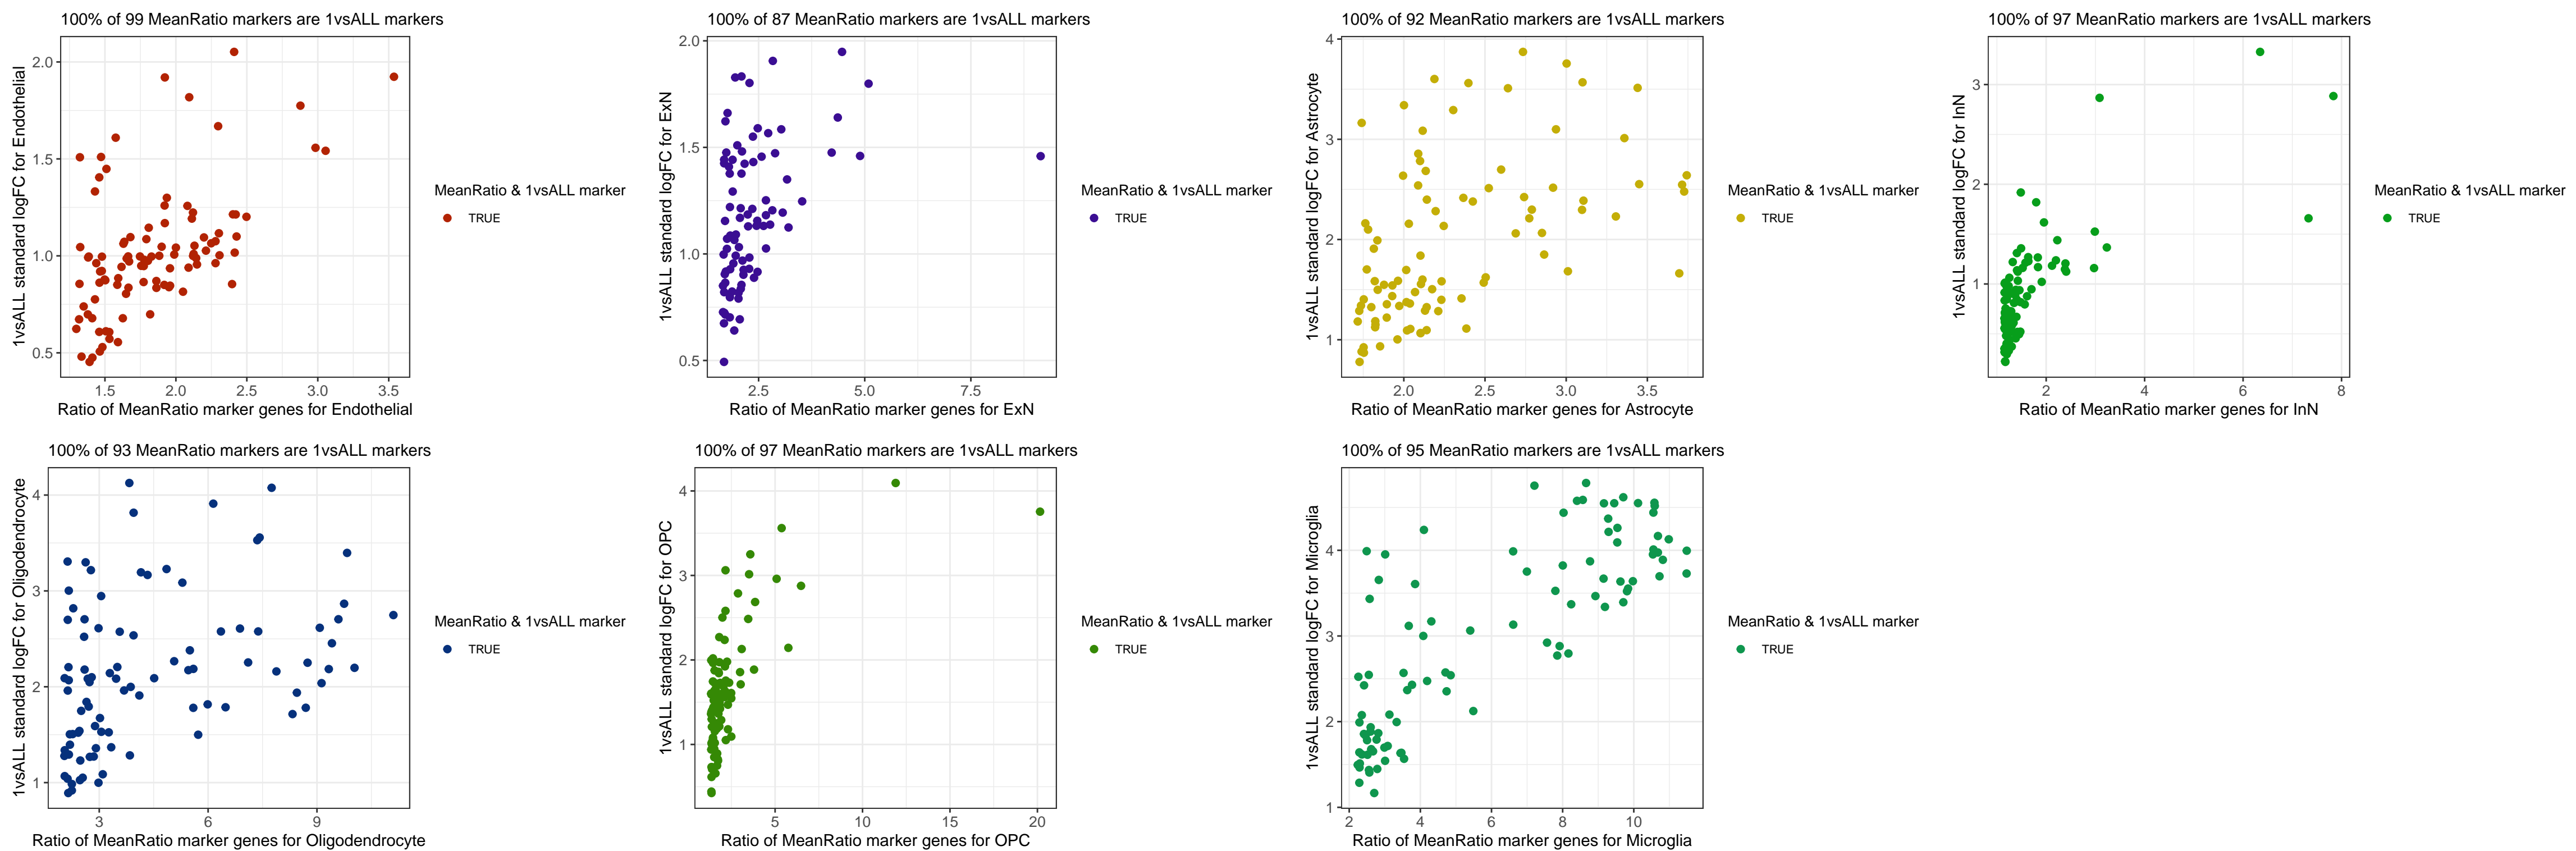 100% of 99 MeanRatio markers are 1vsALL markers
1vsALL standard logFC for Endothelial
2.0
1.5
1.0
0.5
1.5 2.0 2.5 3.0 3.5
Ratio of MeanRatio marker genes for Endothelial
MeanRatio & 1vsALL marker
TRUE
100% of 87 MeanRatio markers are 1vsALL markers
1vsALL standard logFC for ExN
2.0
1.5
1.0
0.5
2.5 5.0 7.5
Ratio of MeanRatio marker genes for ExN
MeanRatio & 1vsALL marker
TRUE
100% of 92 MeanRatio markers are 1vsALL markers
1vsALL standard logFC for Astrocyte
4
3
2
1
2.0 2.5 3.0 3.5
Ratio of MeanRatio marker genes for Astrocyte
MeanRatio & 1vsALL marker
TRUE
100% of 97 MeanRatio markers are 1vsALL markers
1vsALL standard logFC for InN
3
2
1
2 4 6 8
Ratio of MeanRatio marker genes for InN
MeanRatio & 1vsALL marker
TRUE
100% of 93 MeanRatio markers are 1vsALL markers
1vsALL standard logFC for Oligodendrocyte
4
3
2
1
3 6 9
Ratio of MeanRatio marker genes for Oligodendrocyte
MeanRatio & 1vsALL marker
TRUE
100% of 97 MeanRatio markers are 1vsALL markers
1vsALL standard logFC for OPC
4
3
2
1
5 10 15 20
Ratio of MeanRatio marker genes for OPC
MeanRatio & 1vsALL marker
TRUE
100% of 95 MeanRatio markers are 1vsALL markers
1vsALL standard logFC for Microglia
4
3
2
1
2 4 6 8 10
Ratio of MeanRatio marker genes for Microglia
MeanRatio & 1vsALL marker
TRUE